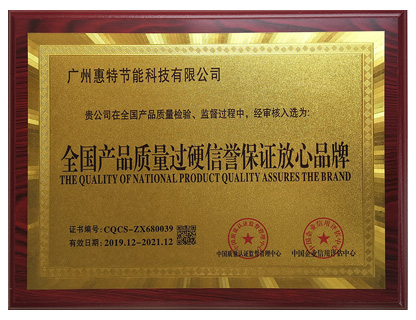 广州惠特节能科技有限公司
贵公司在全国产品质量检验、监督过程中，经审核入选为:
全国产品质量过硬信誉保证放心品牌
THE QUALITY OF NATIONAL PRODUCT QUALITY ASSURES THE BRAND
证书编号: CQCS-ZX680039
有效日期: 2019.12-2021.12
中国质量认证监督管理中心
中国企业信用评估中心